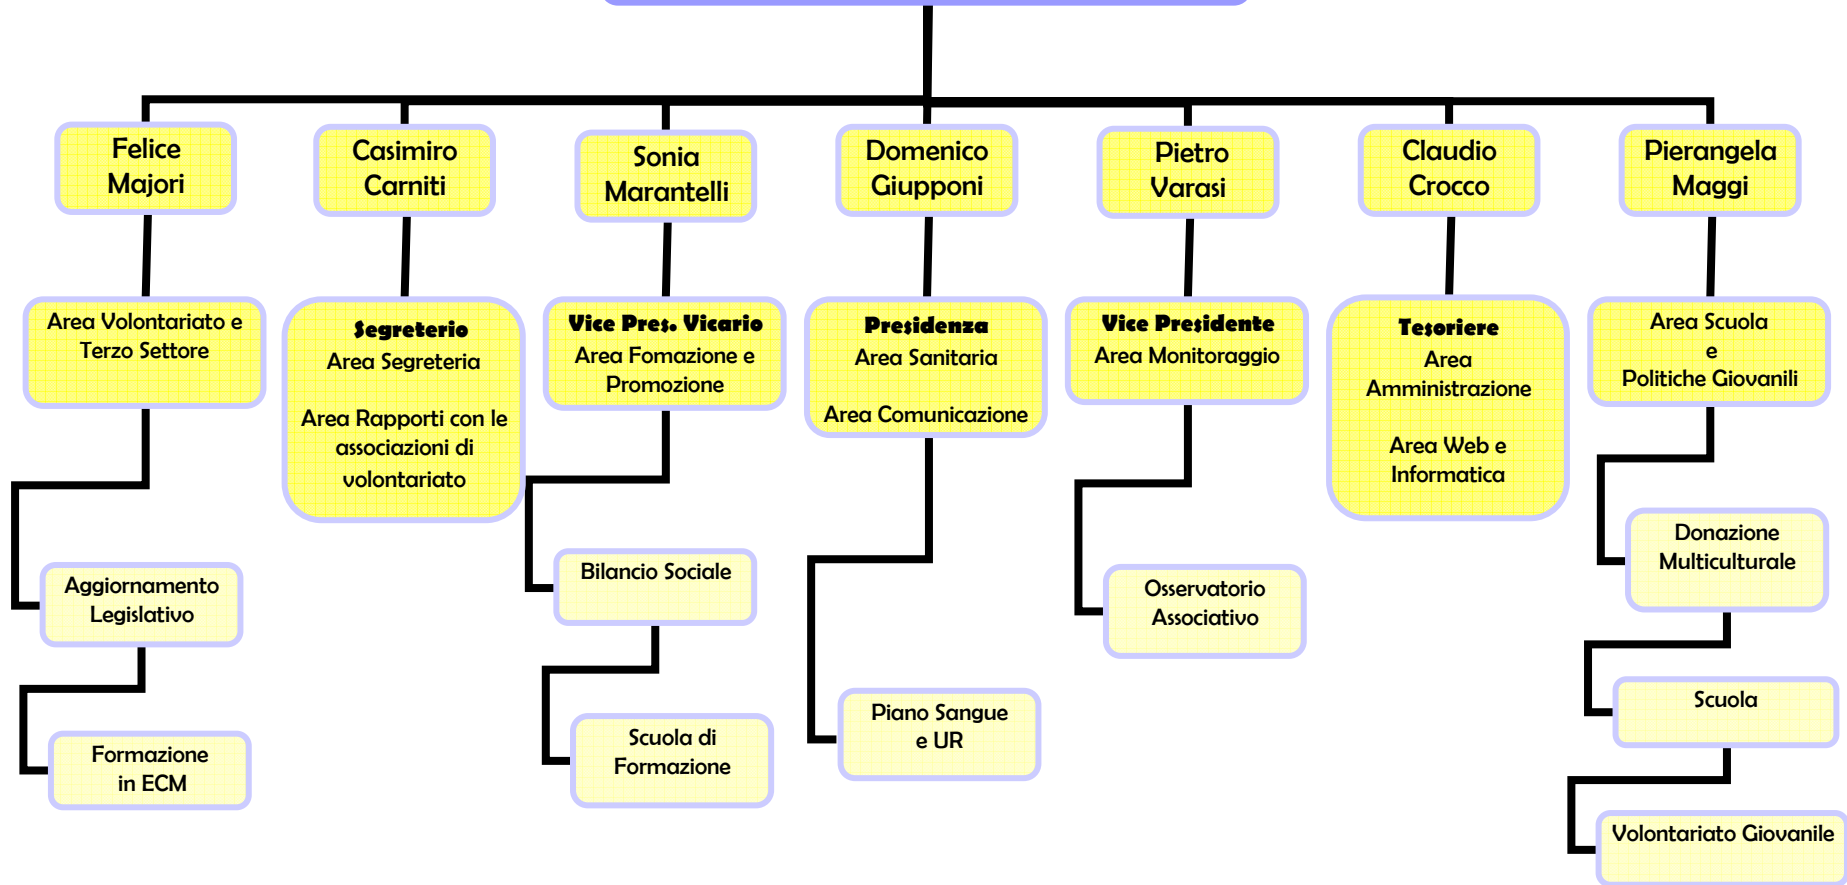 Felice
Majori
Casimiro
Carniti
Sonia
Marantelli
Domenico
Giupponi
Pietro
Varasi
Claudio
Crocco
Pierangela
Maggi
Area Volontariato e
Terzo Settore
Segreterio
Area Segreteria
Area Rapporti con le
associazioni di
volontariato
Vice Pres. Vicario
Area Fomazione e
Promozione
Presidenza
Area Sanitaria
Area Comunicazione
Vice Presidente
Area Monitoraggio
Tesoriere
Area
Amministrazione
Area Web e
Informatica
Area Scuola
e
Politiche Giovanili
Aggiornamento
Legislativo
Formazione
in ECM
Bilancio Sociale
Scuola di
Formazione
Piano Sangue
e UR
Osservatorio
Associativo
Donazione
Multiculturale
Scuola
Volontariato Giovanile